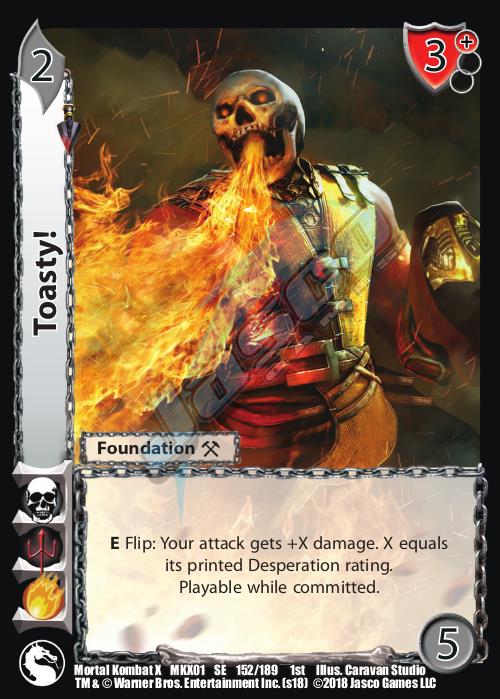 2
3
+
Toasty!
Foundation
E Flip: Your attack gets +X damage. X equals
its printed Desperation rating.
Playable while committed.
5
Mortal Kombat X MKX01 SE 152/189 1st Illus. Caravan Studio
TM & © Warner Bros. Entertainment Inc. (s18) ©2018 Jasco Games LLC